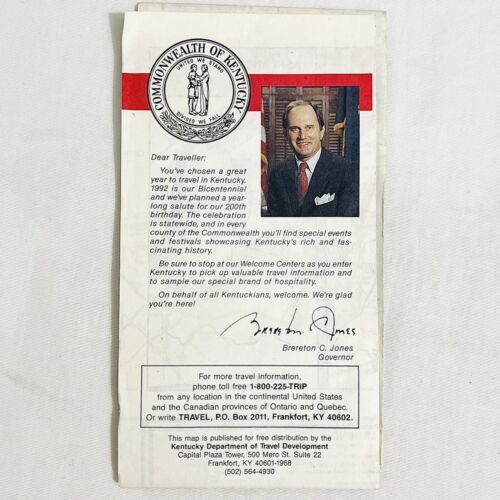 COMMONWEALTH OF KENTUCKY
UNITED WE STAND
DIVIDED WE FALL
Dear Traveller:
You've chosen a great
year to travel in Kentucky.
1992 is our Bicentennial
and we've planned a year-
long salute for our 200th
birthday. The celebration
is statewide, and in every
county of the Commonwealth you'll find special events
and festivals showcasing Kentucky's rich and fas-
cinating history.
Be sure to stop at our Welcome Centers as you enter
Kentucky to pick up valuable travel information and
to sample our special brand of hospitality.
On behalf of all Kentuckians, welcome. We're glad
you're here!
Brereton C. Jones
Brereton C. Jones
Governor
For more travel information,
phone toll free 1-800-225-TRIP
from any location in the continental United States
and the Canadian provinces of Ontario and Quebec.
Or write TRAVEL, P.O. Box 2011, Frankfort, KY 40602.
This map is published for free distribution by the
Kentucky Department of Travel Development
Capital Plaza Tower, 500 Mero St. Suite 22
Frankfort, KY 40601-1968
(502) 564-4930